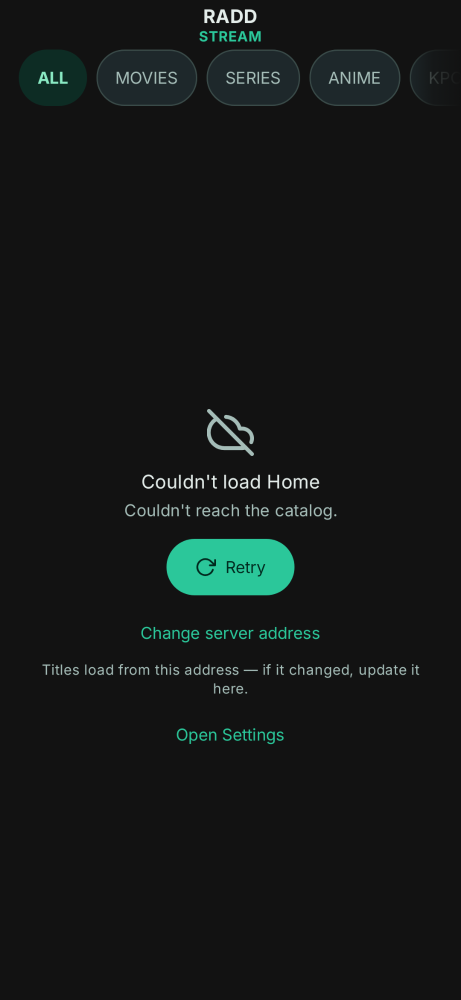 RADD
STREAM
ALL
MOVIES
SERIES
ANIME
Couldn't load Home
Couldn't reach the catalog.
Retry
Change server address
Titles load from this address — if it changed, update it
here.
Open Settings